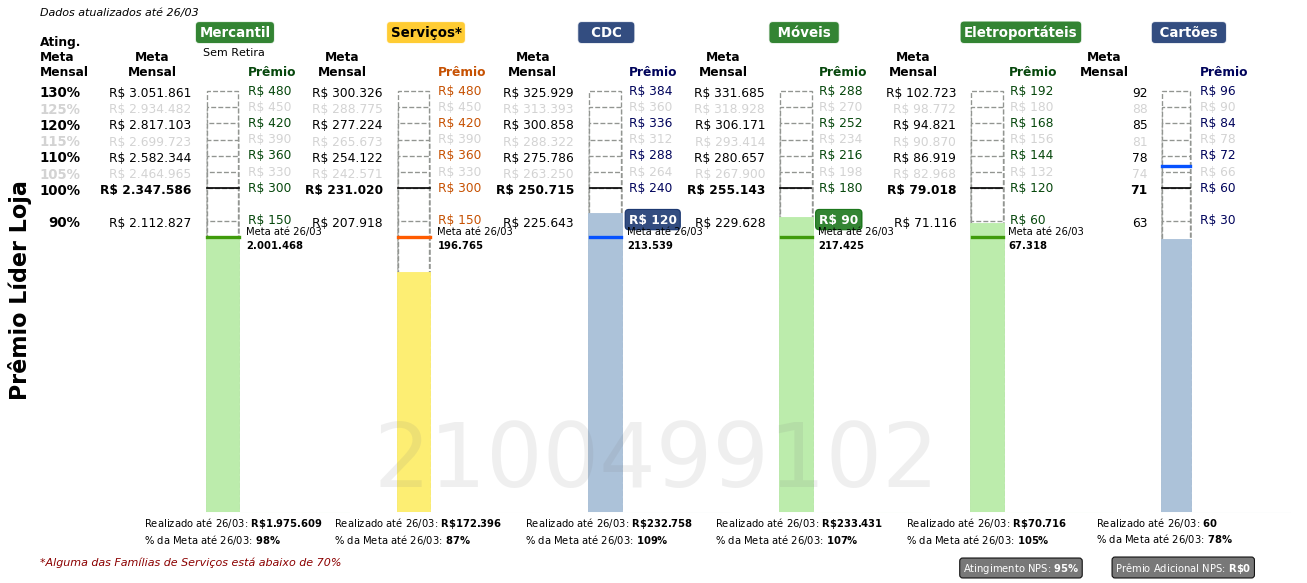 Dados atualizados até 26/03
Mercantil Serviços* CDC Móveis Eletroportáteis Cartões
Sem Retira
Ating. Meta Mensal
Meta Mensal Prêmio Meta Mensal Prêmio Meta Mensal Prêmio Meta Mensal Prêmio Meta Mensal Prêmio Meta Mensal Prêmio
130% R$ 3.051.861 R$ 480 R$ 300.326 R$ 480 R$ 325.929 R$ 384 R$ 331.685 R$ 288 R$ 102.723 R$ 192 92 R$ 96
125% R$ 2.934.482 R$ 450 R$ 288.775 R$ 450 R$ 313.393 R$ 360 R$ 318.928 R$ 270 R$ 98.772 R$ 180 88 R$ 90
120% R$ 2.817.103 R$ 420 R$ 277.224 R$ 420 R$ 300.858 R$ 336 R$ 306.171 R$ 252 R$ 94.821 R$ 168 85 R$ 84
115% R$ 2.699.723 R$ 390 R$ 265.673 R$ 390 R$ 288.322 R$ 312 R$ 293.414 R$ 234 R$ 90.870 R$ 156 81 R$ 78
110% R$ 2.582.344 R$ 360 R$ 254.122 R$ 360 R$ 275.786 R$ 288 R$ 280.657 R$ 216 R$ 86.919 R$ 144 78 R$ 72
105% R$ 2.464.965 R$ 330 R$ 242.571 R$ 330 R$ 263.250 R$ 264 R$ 267.900 R$ 198 R$ 82.968 R$ 132 74 R$ 66
100% R$ 2.347.586 R$ 300 R$ 231.020 R$ 300 R$ 250.715 R$ 240 R$ 255.143 R$ 180 R$ 79.018 R$ 120 71 R$ 60
90% R$ 2.112.827 R$ 150 R$ 207.918 R$ 150 R$ 225.643 R$ 120 R$ 229.628 R$ 90 R$ 71.116 R$ 60 63 R$ 30
Meta até 26/03 Meta até 26/03 Meta até 26/03 Meta até 26/03 Meta até 26/03
2.001.468 196.765 213.539 217.425 67.318
Prêmio Líder Loja
2100499102
Realizado até 26/03: R$1.975.609 Realizado até 26/03: R$172.396 Realizado até 26/03: R$232.758 Realizado até 26/03: R$233.431 Realizado até 26/03: R$70.716 Realizado até 26/03: 60
% da Meta até 26/03: 98% % da Meta até 26/03: 87% % da Meta até 26/03: 109% % da Meta até 26/03: 107% % da Meta até 26/03: 105% % da Meta até 26/03: 78%
*Alguma das Famílias de Serviços está abaixo de 70%
Atingimento NPS: 95% Prêmio Adicional NPS: R$0